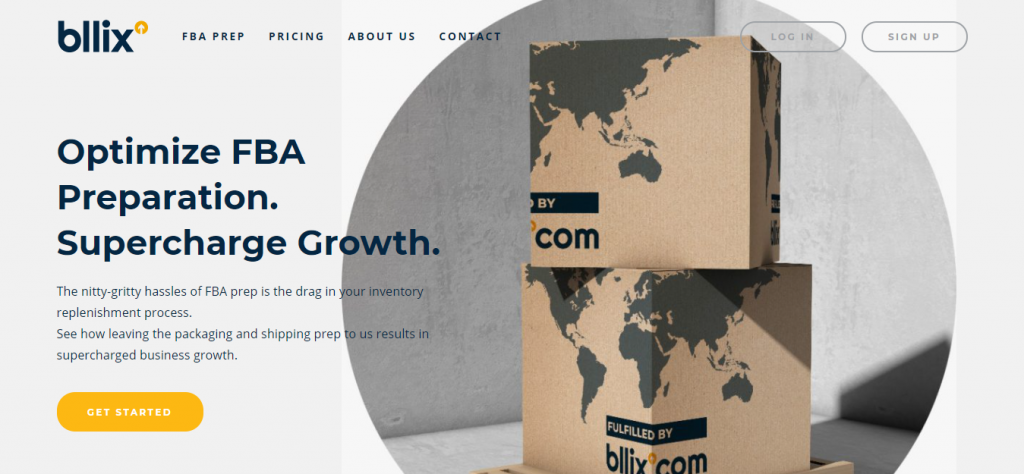 bllix
FBA PREP
PRICING
ABOUT US
CONTACT
LOG IN
SIGN UP
Optimize FBA
Preparation.
Supercharge Growth.
The nitty-gritty hassles of FBA prep is the drag in your inventory
replenishment process.
See how leaving the packaging and shipping prep to us results in
supercharged business growth.
GET STARTED
BY
com
FULFILLED BY
bllix com